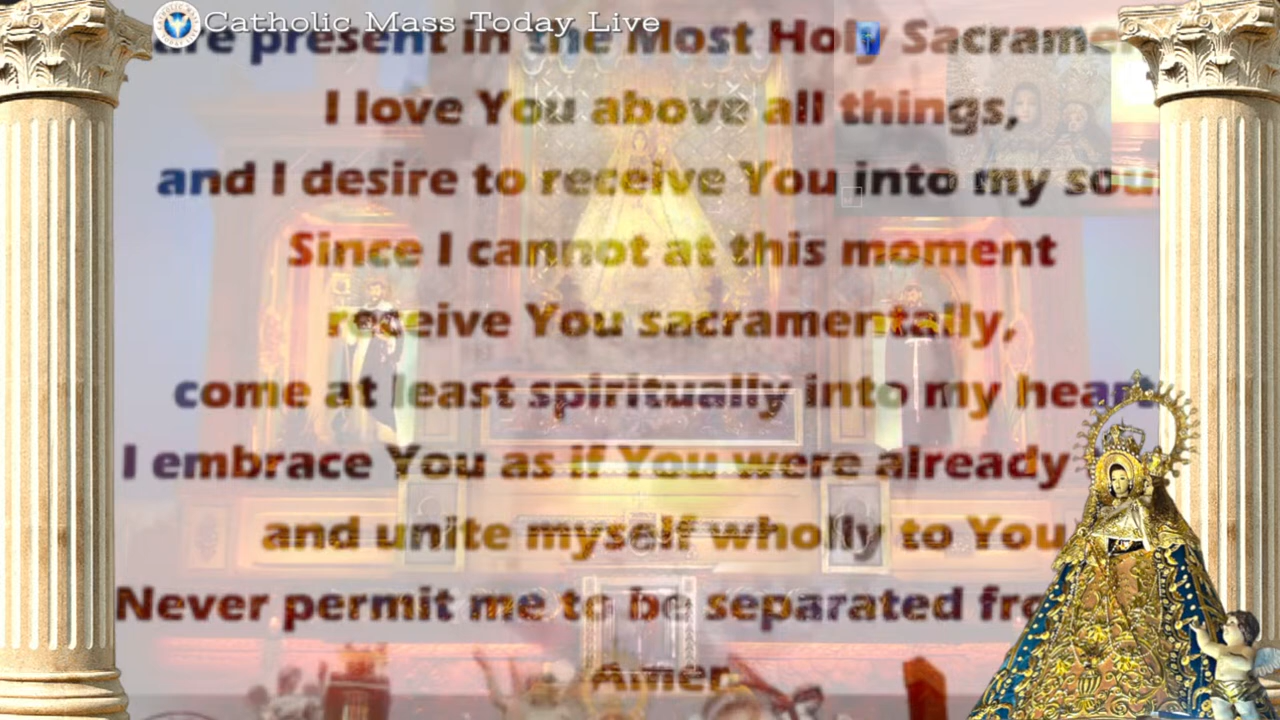 Catholic Mass Today Live
are present in the Most Holy Sacrame
I love You above all things,
and I desire to receive You into my sou
Since I cannot at this moment
receive You sacramentally,
come at least spiritually into my heart
I embrace You as if You were already
and unite myself wholly to You
Never permit me to be separated fro
Amen.